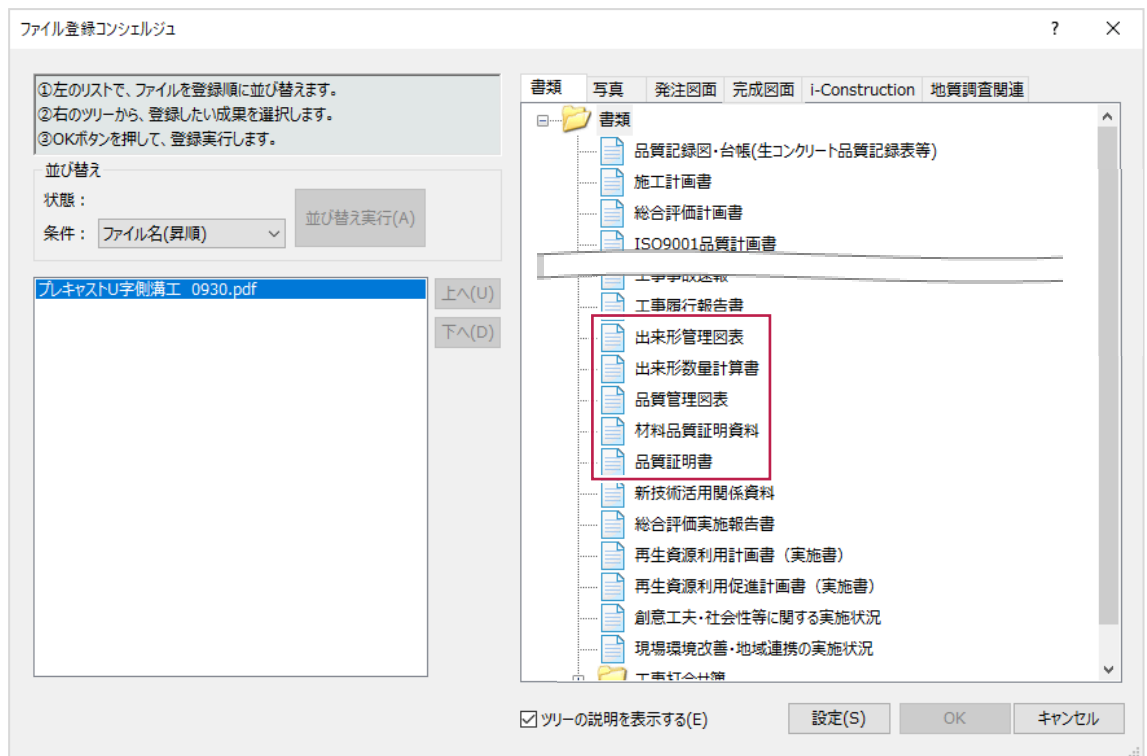 ファイル登録コンシェルジュ
①左のリストで、ファイルを登録順に並び替えます。
②右のツリーから、登録したい成果を選択します。
③OKボタンを押して、登録実行します。
並び替え
状態：
条件： ファイル名(昇順)
並び替え実行(A)
プレキャストU字側溝工 0930.pdf
上へ(U)
下へ(D)
書類 写真 発注図面 完成図面 i-Construction 地質調査関連
書類
品質記録図・台帳(生コンクリート品質記録表等)
施工計画書
総合評価計画書
ISO9001品質計画書
工事事故速報
工事履行報告書
出来形管理図表
出来形数量計算書
品質管理図表
材料品質証明資料
品質証明書
新技術活用関係資料
総合評価実施報告書
再生資源利用計画書（実施書）
再生資源利用促進計画書（実施書）
創意工夫・社会性等に関する実施状況
現場環境改善・地域連携の実施状況
工事打合せ簿
ツリーの説明を表示する(E)
設定(S)
OK
キャンセル